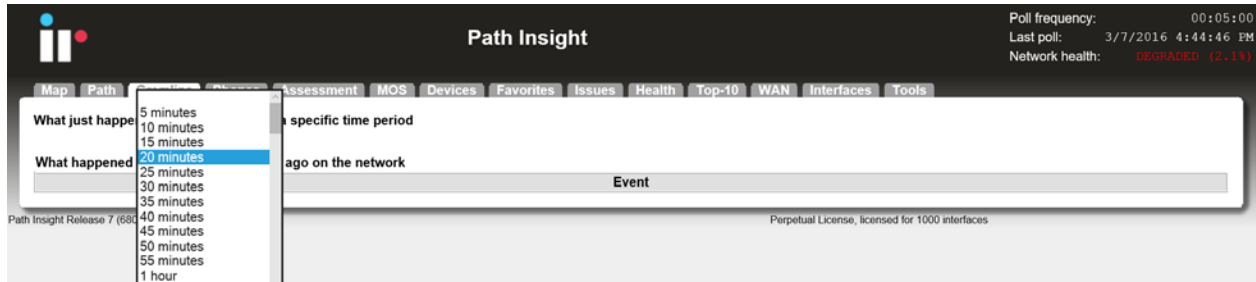 Poll frequency: 00:05:00
ir Path Insight Last poll: 3/7/2016 4:44:46 PM
Network health: DEGRADED (2.1%)
Map Path Assessment MOS Devices Favorites Issues Health Top-10 WAN Interfaces Tools
What just happe specific time period
What happened ago on the network
Event
5 minutes
10 minutes
15 minutes
20 minutes
25 minutes
30 minutes
35 minutes
40 minutes
45 minutes
50 minutes
55 minutes
1 hour
Path Insight Release 7 (680 Perpetual License, licensed for 1000 interfaces